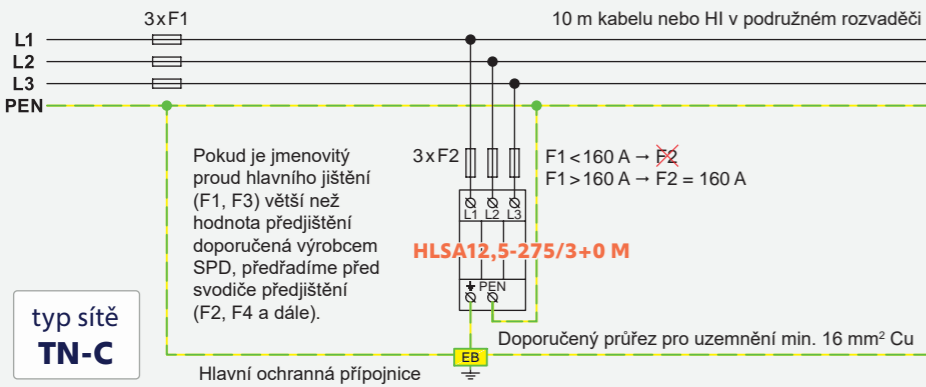 3xF1
10 m kabelu nebo HI v podružném rozvaděči
L1
L2
L3
PEN
Pokud je jmenovitý
proud hlavního jištění
(F1, F3) větší než
hodnota předjištění
doporučená výrobcem
SPD, předřadíme před
svodiče předjištění
(F2, F4 a dále).
3xF2
F1<160 A → F2
F1>160 A → F2 = 160 A
L1 L2 L3
HLSA12,5-275/3+0 M
PEN
typ sítě
TN-C
EB
Doporučený průřez pro uzemnění min. 16 mm² Cu
Hlavní ochranná přípojnice